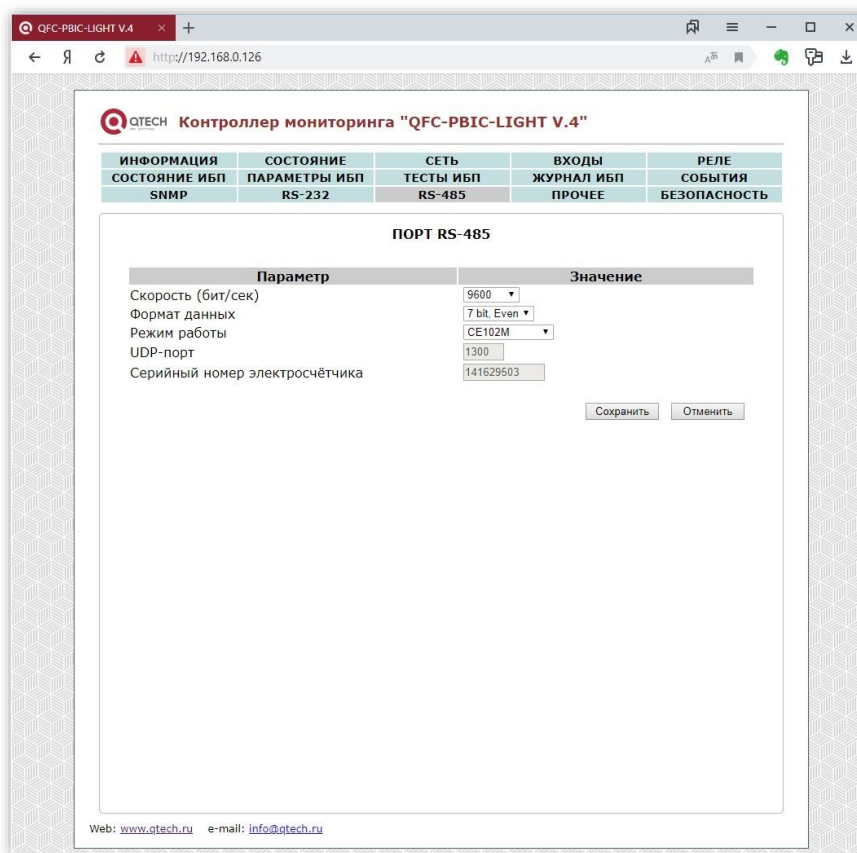 QFC-PBIC-LIGHT V.4
http://192.168.0.126
QTECH Контроллер мониторинга "QFC-PBIC-LIGHT V.4"
ИНФОРМАЦИЯ СОСТОЯНИЕ СЕТЬ ВХОДЫ РЕЛЕ
СОСТОЯНИЕ ИБП ПАРАМЕТРЫ ИБП ТЕСТЫ ИБП ЖУРНАЛ ИБП СОБЫТИЯ
SNMP RS-232 RS-485 ПРОЧЕЕ БЕЗОПАСНОСТЬ
ПОРТ RS-485
Параметр Значение
Скорость (бит/сек) 9600
Формат данных 7 bit, Even
Режим работы CE102M
UDP-порт 1300
Серийный номер электросчётчика 141629503
Сохранить Отменить
Web: www.qtech.ru e-mail: info@qtech.ru